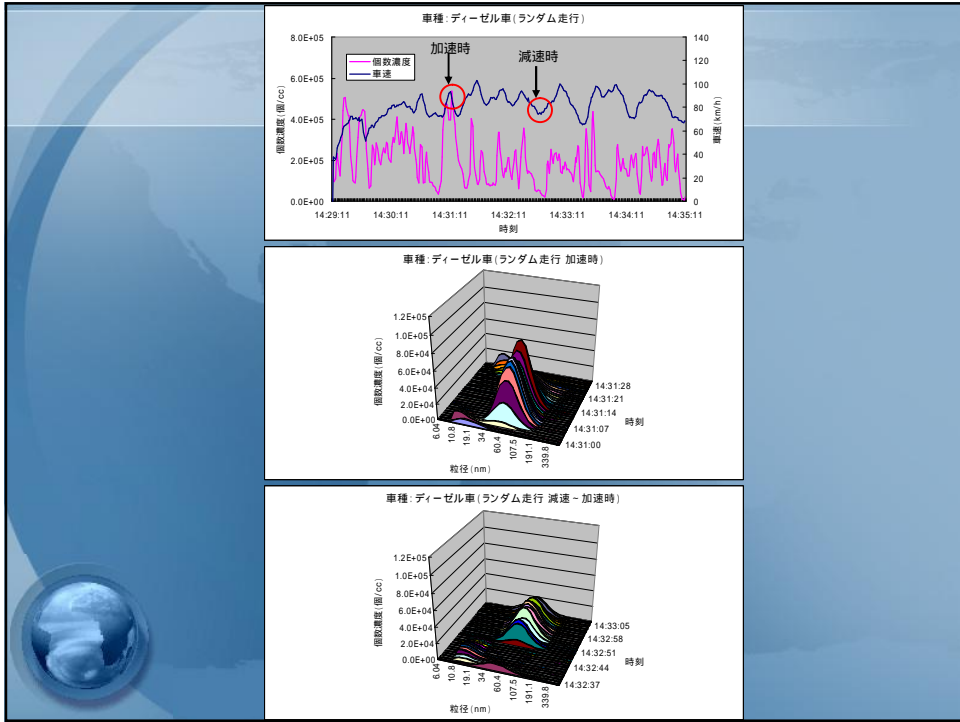 車種:ディーゼル車(ランダム走行)
加速時
減速時
個数濃度
車速
個数濃度(個/cc)
8.0E+05
6.0E+05
4.0E+05
2.0E+05
0.0E+00
140
120
100
80
60
40
20
0
車速(km/h)
14:29:11 14:30:11 14:31:11 14:32:11 14:33:11 14:34:11 14:35:11
時刻
車種:ディーゼル車(ランダム走行 加速時)
個数濃度(個/cc)
1.2E+05
1.0E+05
8.0E+04
6.0E+04
4.0E+04
2.0E+04
0.0E+00
6.04 10.8 19.1 34 60.4 107.5 191.1 339.8
粒径(nm)
14:31:28
14:31:21
14:31:14
14:31:07
14:31:00
時刻
車種:ディーゼル車(ランダム走行 減速~加速時)
個数濃度(個/cc)
1.2E+05
1.0E+05
8.0E+04
6.0E+04
4.0E+04
2.0E+04
0.0E+00
6.04 10.8 19.1 34 60.4 107.5 191.1 339.8
粒径(nm)
14:33:05
14:32:58
14:32:51
14:32:44
14:32:37
時刻